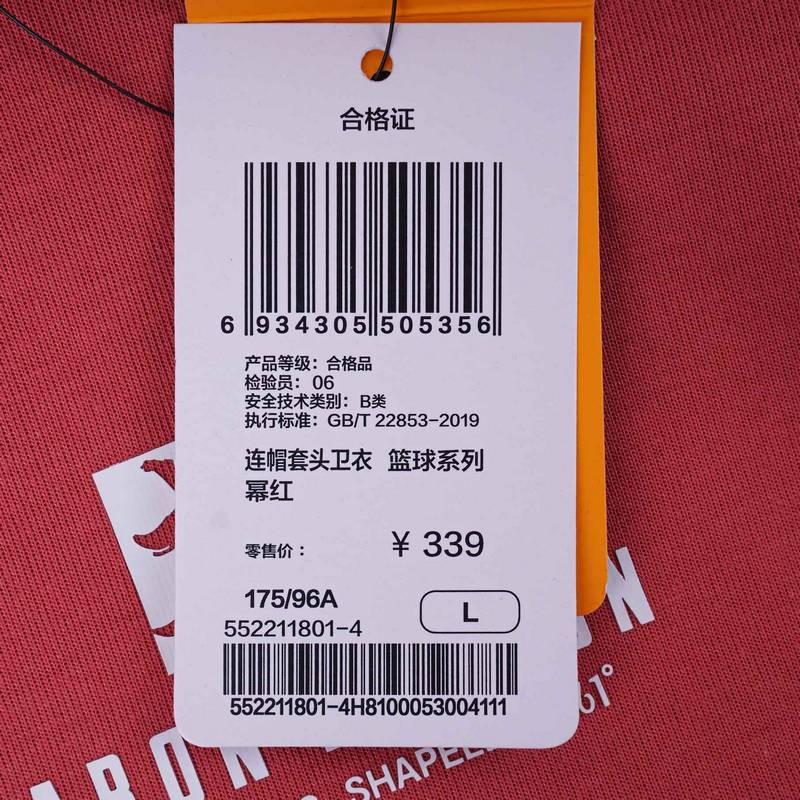 合格证
6 934305 505356
产品等级：合格品
检验员：06
安全技术类别：B类
执行标准：GB/T 22853-2019
连帽套头卫衣 篮球系列
幂红
零售价： ¥ 339
175/96A
L
552211801-4
552211801-4H8100053004111